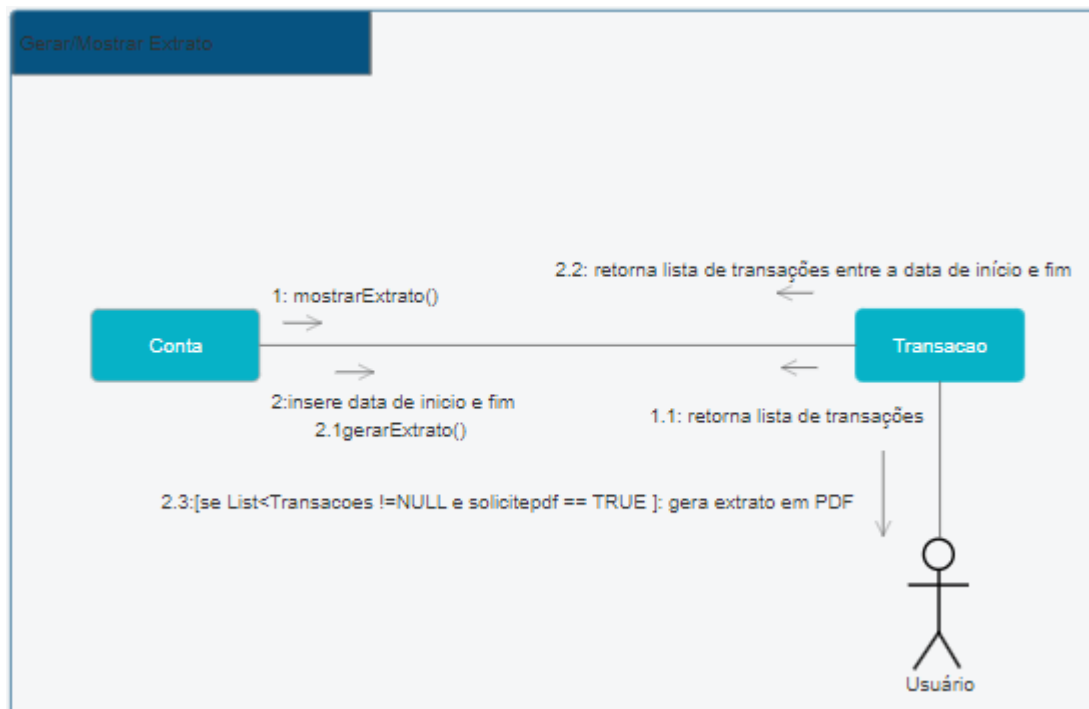 Gerar/Mostrar Extrato
2.2: retorna lista de transações entre a data de início e fim
1: mostrarExtrato()
Conta
Transacao
2:insere data de inicio e fim
2.1gerarExtrato()
1.1: retorna lista de transações
2.3:[se List<Transacoes !=NULL e solicitepdf == TRUE ]: gera extrato em PDF
Usuário